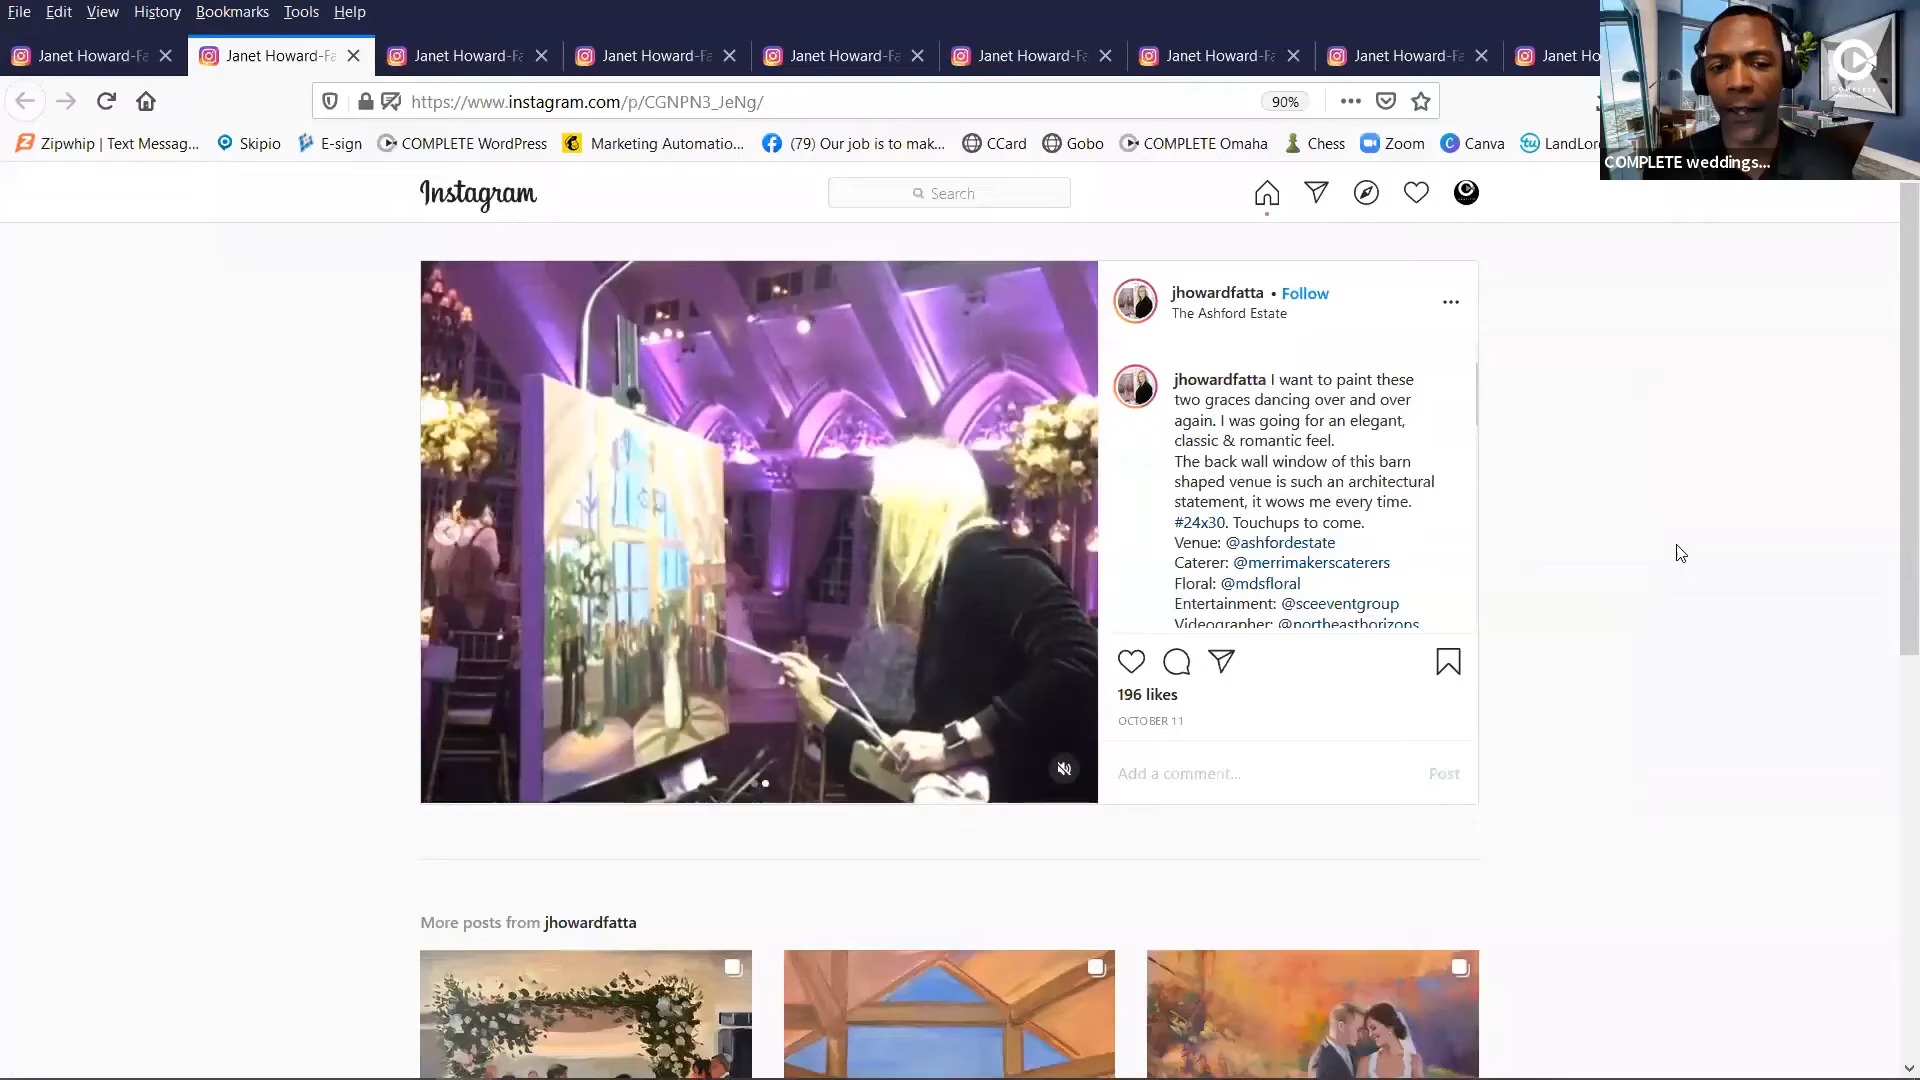 File Edit View History Bookmarks Tools Help
Janet Howard-Fa Janet Howard-Fa Janet Howard-Fa Janet Howard-Fa Janet Howard-Fa Janet Howard-Fa Janet Howard-Fa Janet Howard-Fa Janet Ho
https://www.instagram.com/p/CGNPN3_JeNg/ 90%
Zipwhip | Text Messag... Skipio E-sign COMPLETE WordPress Marketing Automatio... (79) Our job is to mak... CCard Gobo COMPLETE Omaha Chess Zoom Canva LandLor
COMPLETE
COMPLETE weddings...
Instagram Search
jhowardfatta • Follow
The Ashford Estate
jhowardfatta I want to paint these
two graces dancing over and over
again. I was going for an elegant,
classic & romantic feel.
The back wall window of this barn
shaped venue is such an architectural
statement, it wows me every time.
#24x30. Touchups to come.
Venue: @ashfordestate
Caterer: @merrimakerscaterers
Floral: @mdsfloral
Entertainment: @sceeventgroup
Videographer: @northeasthorizons
196 likes
OCTOBER 11
Add a comment... Post
More posts from jhowardfatta